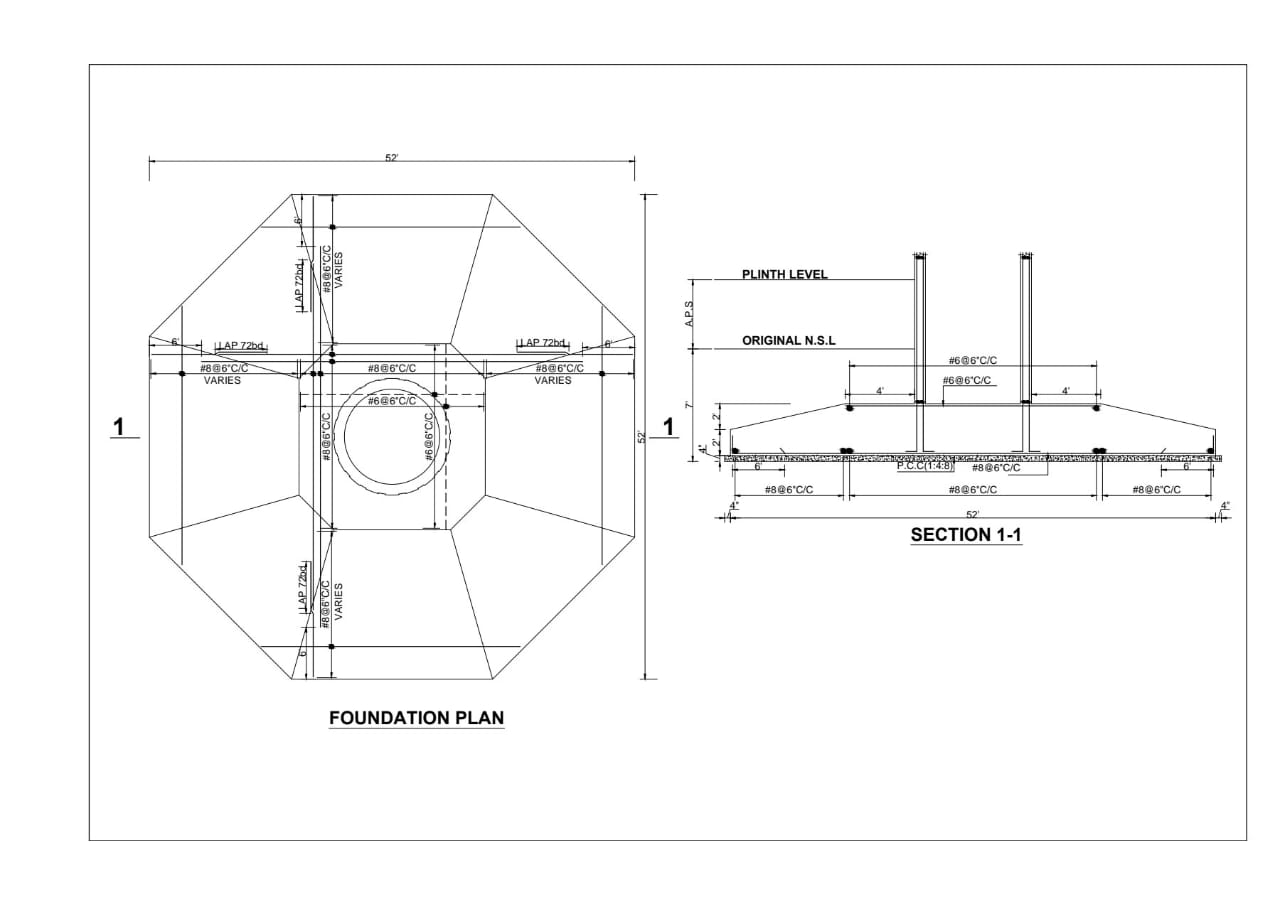 52'
6'
#8@6"C/C
VARIES
LAP 72bd
6'
LAP 72bd
LAP 72bd
6'
#8@6"C/C
VARIES
#8@6"C/C
#8@6"C/C
VARIES
#6@6"C/C
#8@6"C/C
#6@6"C/C
1
1
52'
LAP 72bd
#8@6"C/C
VARIES
6'
FOUNDATION PLAN
PLINTH LEVEL
A.P.S
ORIGINAL N.S.L
#6@6"C/C
#6@6"C/C
4'
4'
7'
2'
2'
4"
P.C.C(1:4:8)
#8@6"C/C
6'
6'
#8@6"C/C
#8@6"C/C
#8@6"C/C
4"
52'
4"
SECTION 1-1